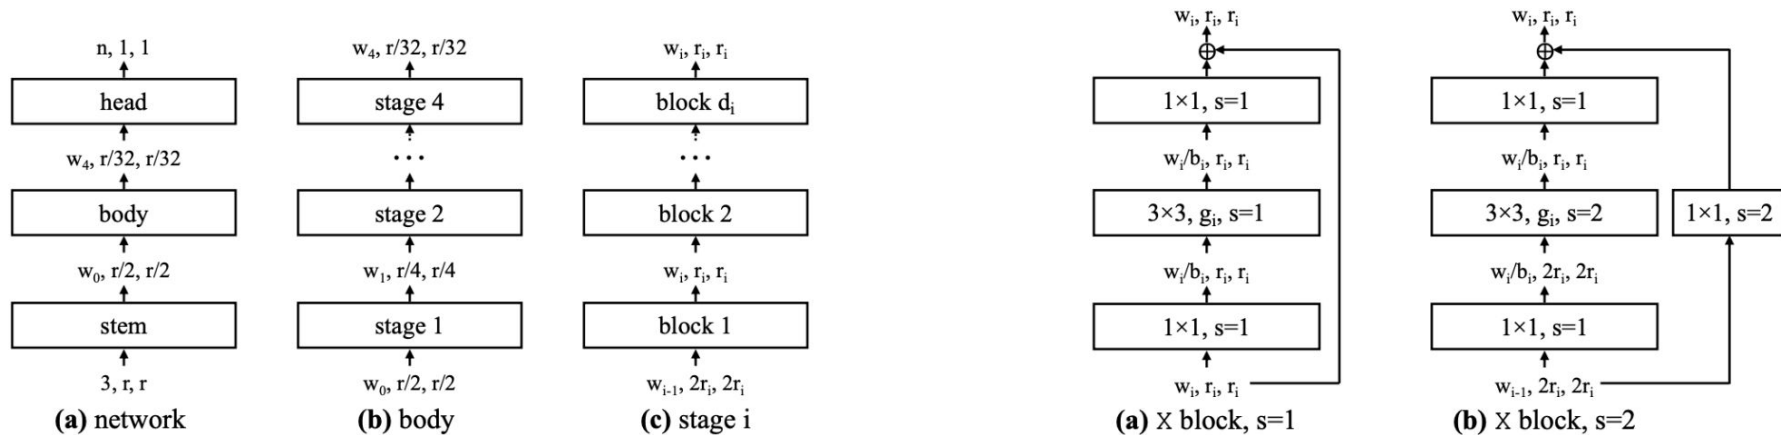 n, 1, 1
head
w₄, r/32, r/32
body
w₀, r/2, r/2
stem
3, r, r
(a) network
w₄, r/32, r/32
stage 4
...
stage 2
w₁, r/4, r/4
stage 1
w₀, r/2, r/2
(b) body
wᵢ, rᵢ, rᵢ
block dᵢ
...
block 2
wᵢ, rᵢ, rᵢ
block 1
wᵢ₋₁, 2rᵢ, 2rᵢ
(c) stage i
wᵢ, rᵢ, rᵢ
1×1, s=1
wᵢ/bᵢ, rᵢ, rᵢ
3×3, gᵢ, s=1
wᵢ/bᵢ, rᵢ, rᵢ
1×1, s=1
wᵢ, rᵢ, rᵢ
(a) X block, s=1
wᵢ, rᵢ, rᵢ
1×1, s=1
wᵢ/bᵢ, rᵢ, rᵢ
3×3, gᵢ, s=2
1×1, s=2
wᵢ/bᵢ, 2rᵢ, 2rᵢ
1×1, s=1
wᵢ₋₁, 2rᵢ, 2rᵢ
(b) X block, s=2